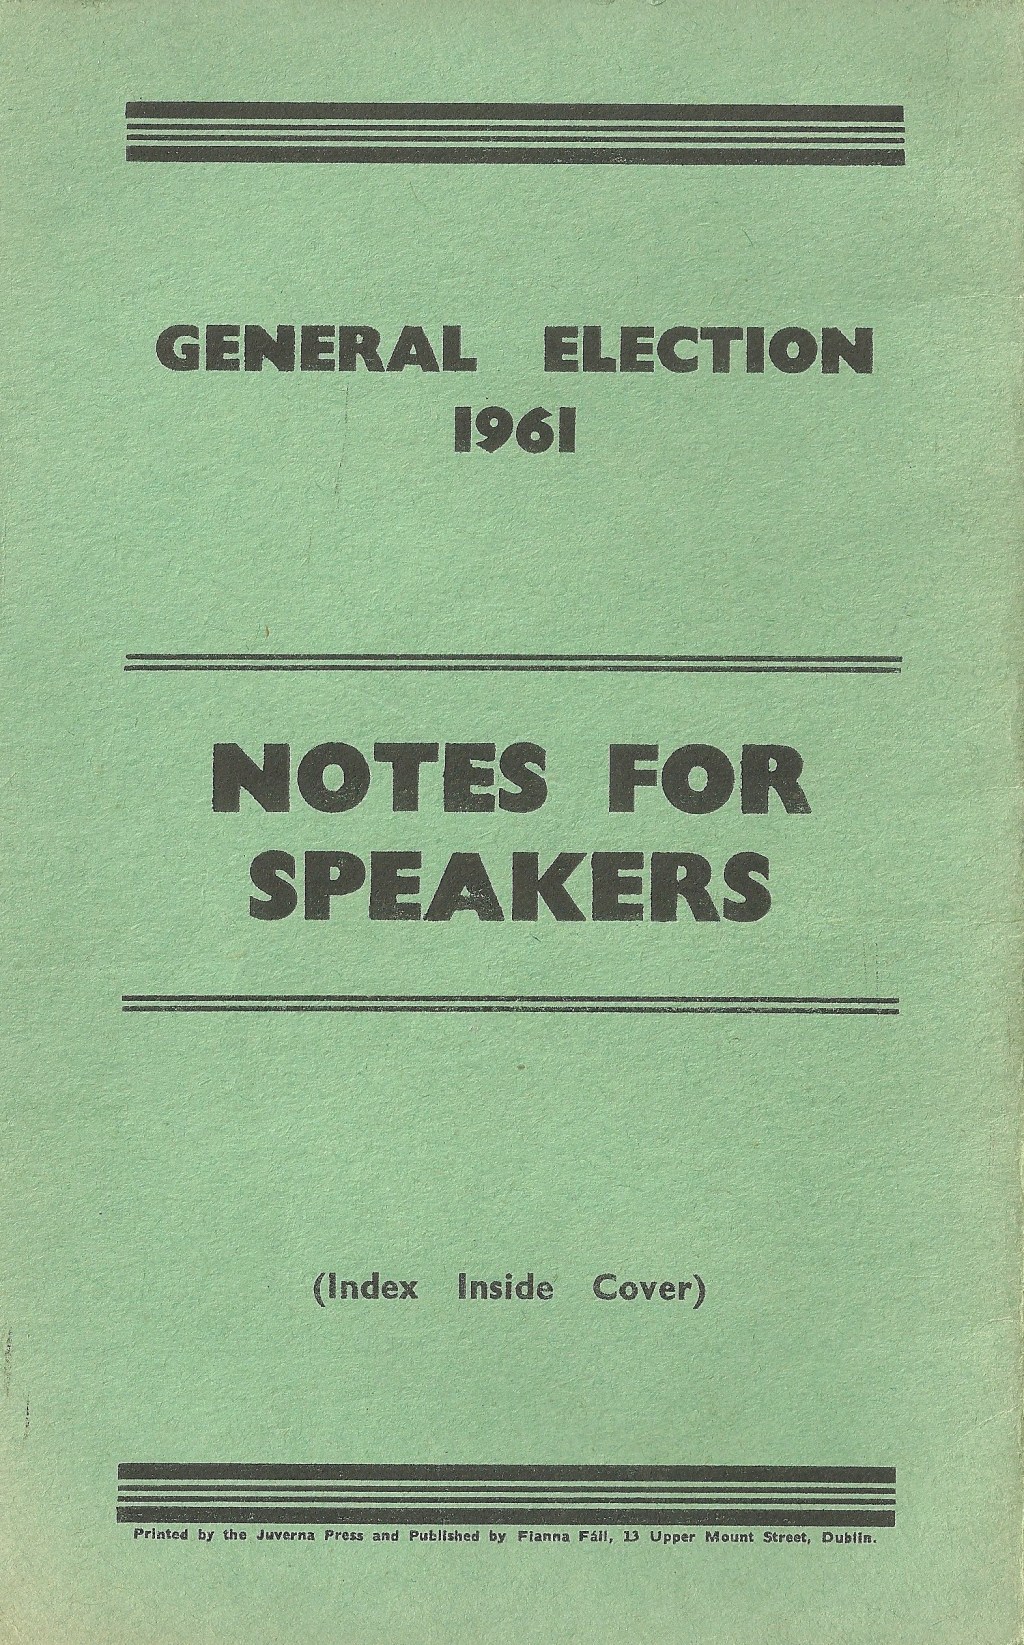 GENERAL ELECTION
1961
NOTES FOR
SPEAKERS
(Index Inside Cover)
Printed by the Juverna Press and Published by Fianna Fáil, 13 Upper Mount Street, Dublin.